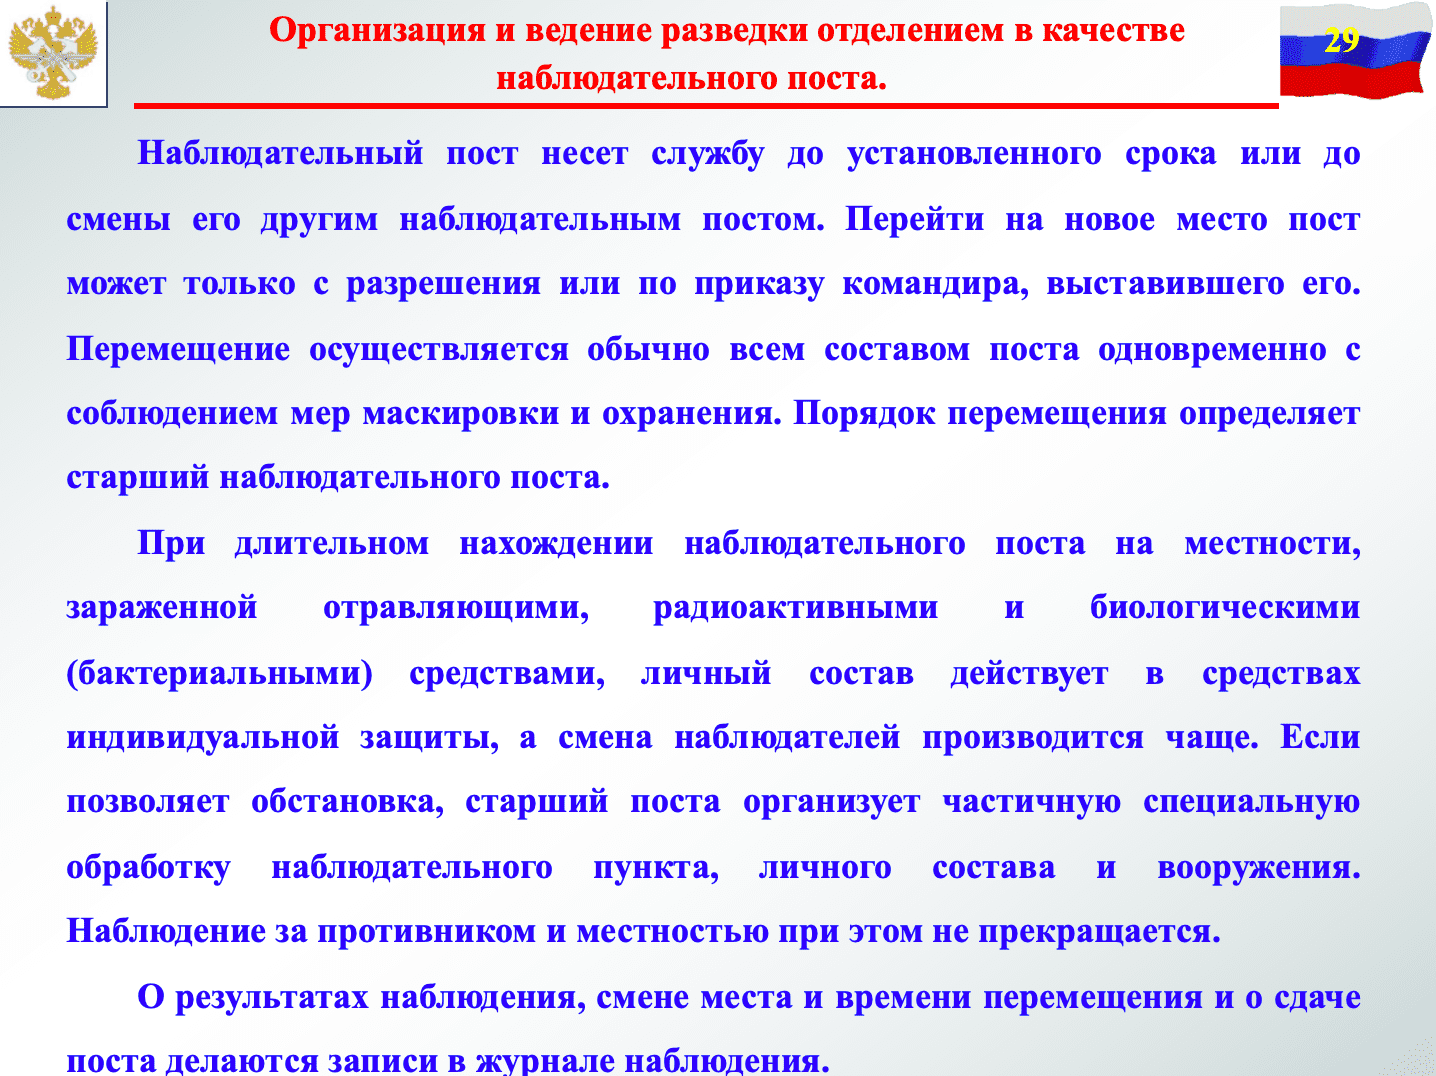 Организация и ведение разведки отделением в качестве
наблюдательного поста.
29
Наблюдательный пост несет службу до установленного срока или до
смены его другим наблюдательным постом. Перейти на новое место пост
может только с разрешения или по приказу командира, выставившего его.
Перемещение осуществляется обычно всем составом поста одновременно с
соблюдением мер маскировки и охранения. Порядок перемещения определяет
старший наблюдательного поста.
При длительном нахождении наблюдательного поста на местности,
зараженной отравляющими, радиоактивными и биологическими
(бактериальными) средствами, личный состав действует в средствах
индивидуальной защиты, а смена наблюдателей производится чаще. Если
позволяет обстановка, старший поста организует частичную специальную
обработку наблюдательного пункта, личного состава и вооружения.
Наблюдение за противником и местностью при этом не прекращается.
О результатах наблюдения, смене места и времени перемещения и о сдаче
поста делаются записи в журнале наблюдения.